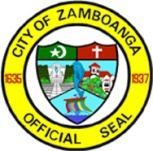 CITY OF ZAMBOANGA
1635
1937
OFFICIAL SEAL